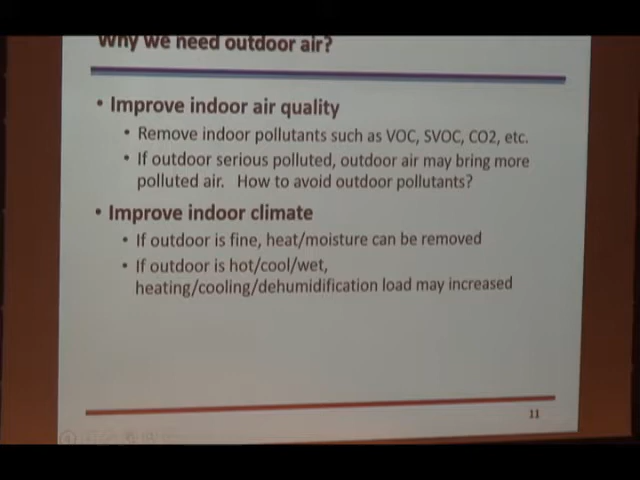 Why we need outdoor air?
• Improve indoor air quality
• Remove indoor pollutants such as VOC, SVOC, CO2, etc.
• If outdoor serious polluted, outdoor air may bring more
polluted air. How to avoid outdoor pollutants?
• Improve indoor climate
• If outdoor is fine, heat/moisture can be removed
• If outdoor is hot/cool/wet,
heating/cooling/dehumidification load may increased
11